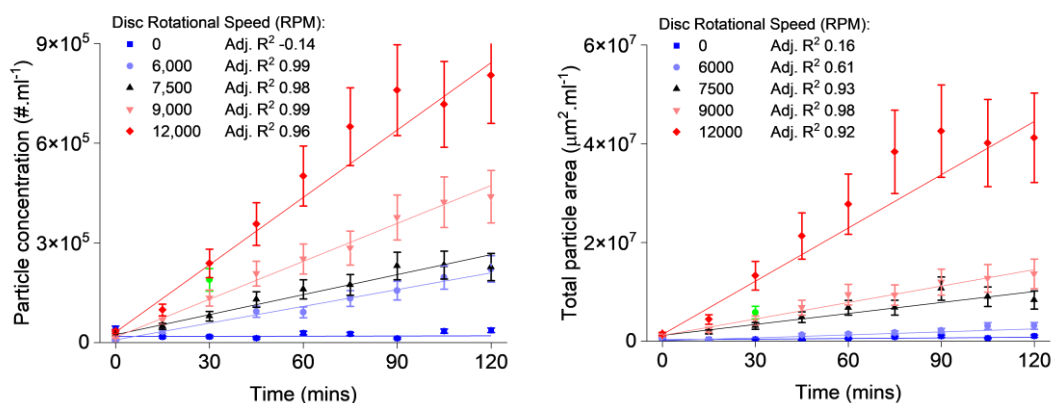 Disc Rotational Speed (RPM):
0 Adj. R² -0.14
6,000 Adj. R² 0.99
7,500 Adj. R² 0.98
9,000 Adj. R² 0.99
12,000 Adj. R² 0.96
9×10⁵
6×10⁵
3×10⁵
0
Particle concentration (#.ml⁻¹)
0 30 60 90 120
Time (mins)
Disc Rotational Speed (RPM):
0 Adj. R² 0.16
6000 Adj. R² 0.61
7500 Adj. R² 0.93
9000 Adj. R² 0.98
12000 Adj. R² 0.92
6×10⁷
4×10⁷
2×10⁷
0
Total particle area (μm².ml⁻¹)
0 30 60 90 120
Time (mins)